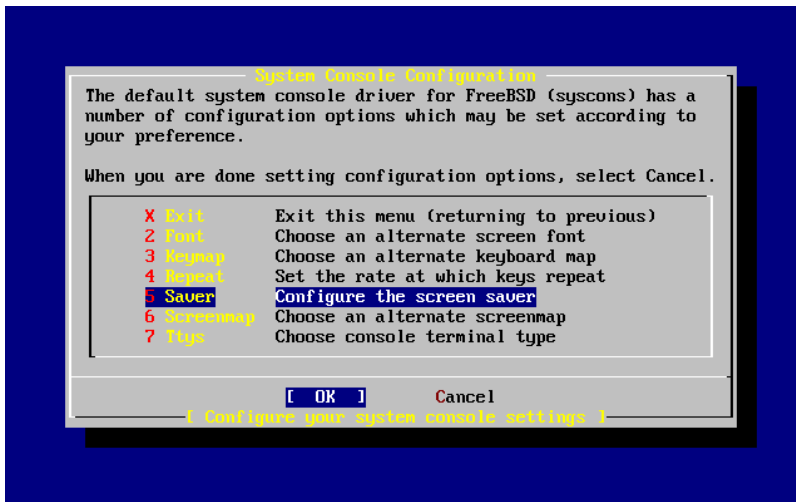 System Console Configuration
The default system console driver for FreeBSD (syscons) has a
number of configuration options which may be set according to
your preference.
When you are done setting configuration options, select Cancel.
X Exit Exit this menu (returning to previous)
2 Font Choose an alternate screen font
3 Keymap Choose an alternate keyboard map
4 Repeat Set the rate at which keys repeat
5 Saver Configure the screen saver
6 Screenmap Choose an alternate screenmap
7 Ttys Choose console terminal type
[ OK ] Cancel
[ Configure your system console settings ]